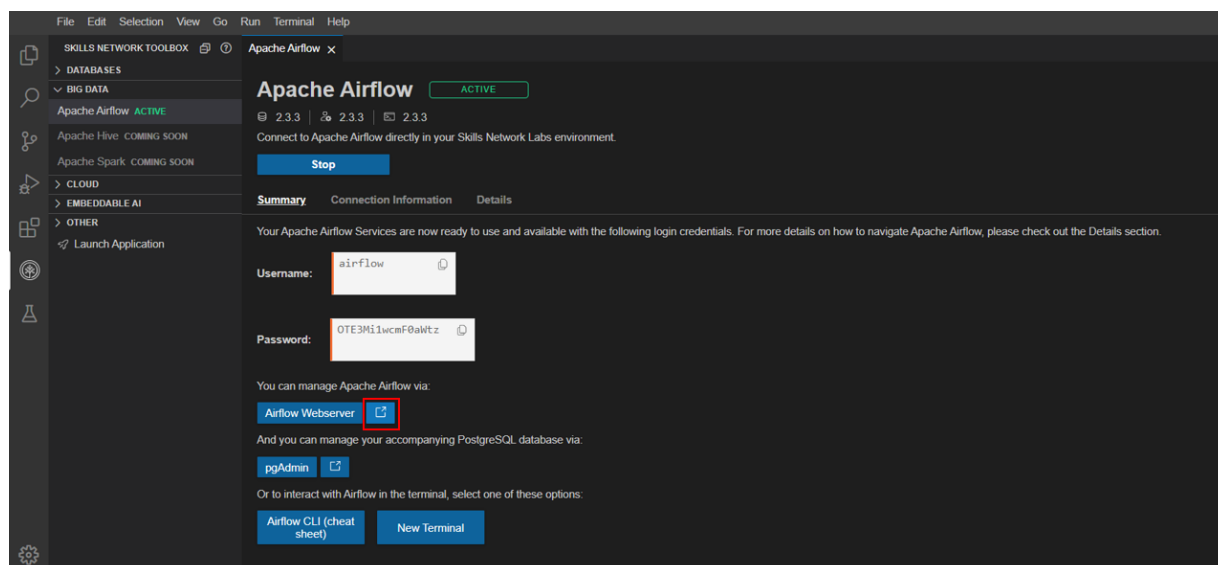 File Edit Selection View Go Run Terminal Help
SKILLS NETWORK TOOLBOX
DATABASES
BIG DATA
Apache Airflow ACTIVE
Apache Hive COMING SOON
Apache Spark COMING SOON
CLOUD
EMBEDDABLE AI
OTHER
Launch Application
Apache Airflow
Apache Airflow ACTIVE
2.3.3 | 2.3.3 | 2.3.3
Connect to Apache Airflow directly in your Skills Network Labs environment.
Stop
Summary Connection Information Details
Your Apache Airflow Services are now ready to use and available with the following login credentials. For more details on how to navigate Apache Airflow, please check out the Details section.
Username: airflow
Password: OTE3Mi1wcmF0aWtz
You can manage Apache Airflow via:
Airflow Webserver
And you can manage your accompanying PostgreSQL database via:
pgAdmin
Or to interact with Airflow in the terminal, select one of these options:
Airflow CLI (cheat
sheet)
New Terminal